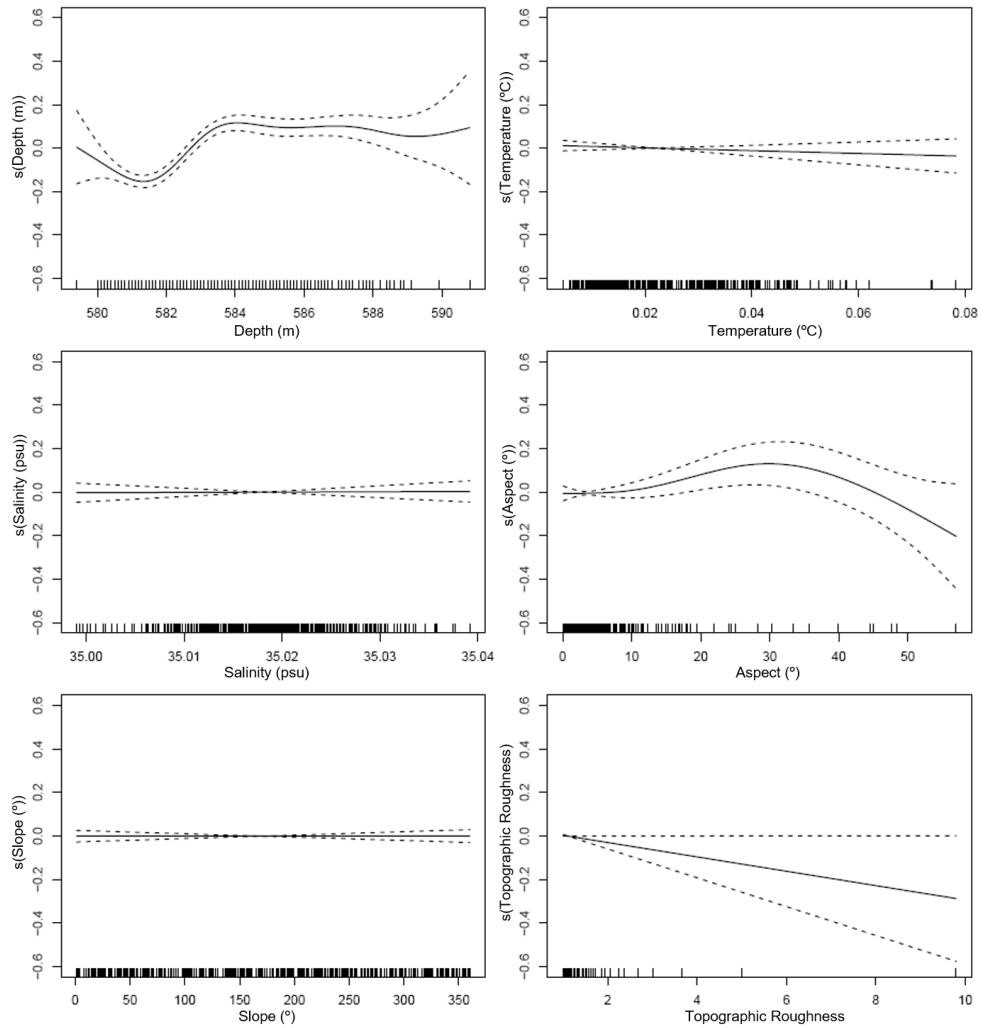 s(Depth (m))
0.6
0.4
0.2
0.0
−0.2
−0.4
−0.6
580 582 584 586 588 590
Depth (m)
s(Temperature (ºC))
0.6
0.4
0.2
0.0
−0.2
−0.4
−0.6
0.02 0.04 0.06 0.08
Temperature (ºC)
s(Salinity (psu))
0.6
0.4
0.2
0.0
−0.2
−0.4
−0.6
35.00 35.01 35.02 35.03 35.04
Salinity (psu)
s(Aspect (º))
0.6
0.4
0.2
0.0
−0.2
−0.4
−0.6
0 10 20 30 40 50
Aspect (º)
s(Slope (º))
0.6
0.4
0.2
0.0
−0.2
−0.4
−0.6
0 50 100 150 200 250 300 350
Slope (º)
s(Topographic Roughness)
0.6
0.4
0.2
0.0
−0.2
−0.4
−0.6
2 4 6 8 10
Topographic Roughness